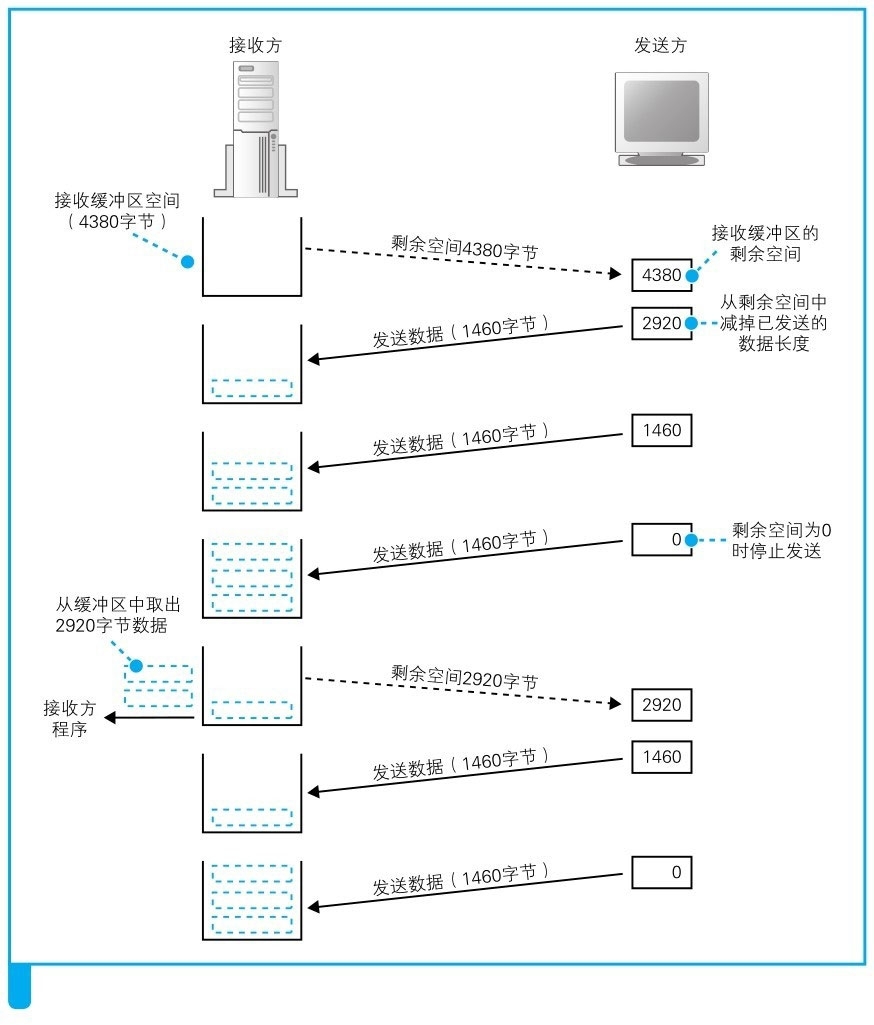 接收方
发送方
接收缓冲区空间
（4380字节）
剩余空间4380字节
4380
接收缓冲区的
剩余空间
发送数据（1460字节）
2920
从剩余空间中
减掉已发送的
数据长度
发送数据（1460字节）
1460
发送数据（1460字节）
0
剩余空间为0
时停止发送
从缓冲区中取出
2920字节数据
接收方
程序
剩余空间2920字节
2920
发送数据（1460字节）
1460
发送数据（1460字节）
0